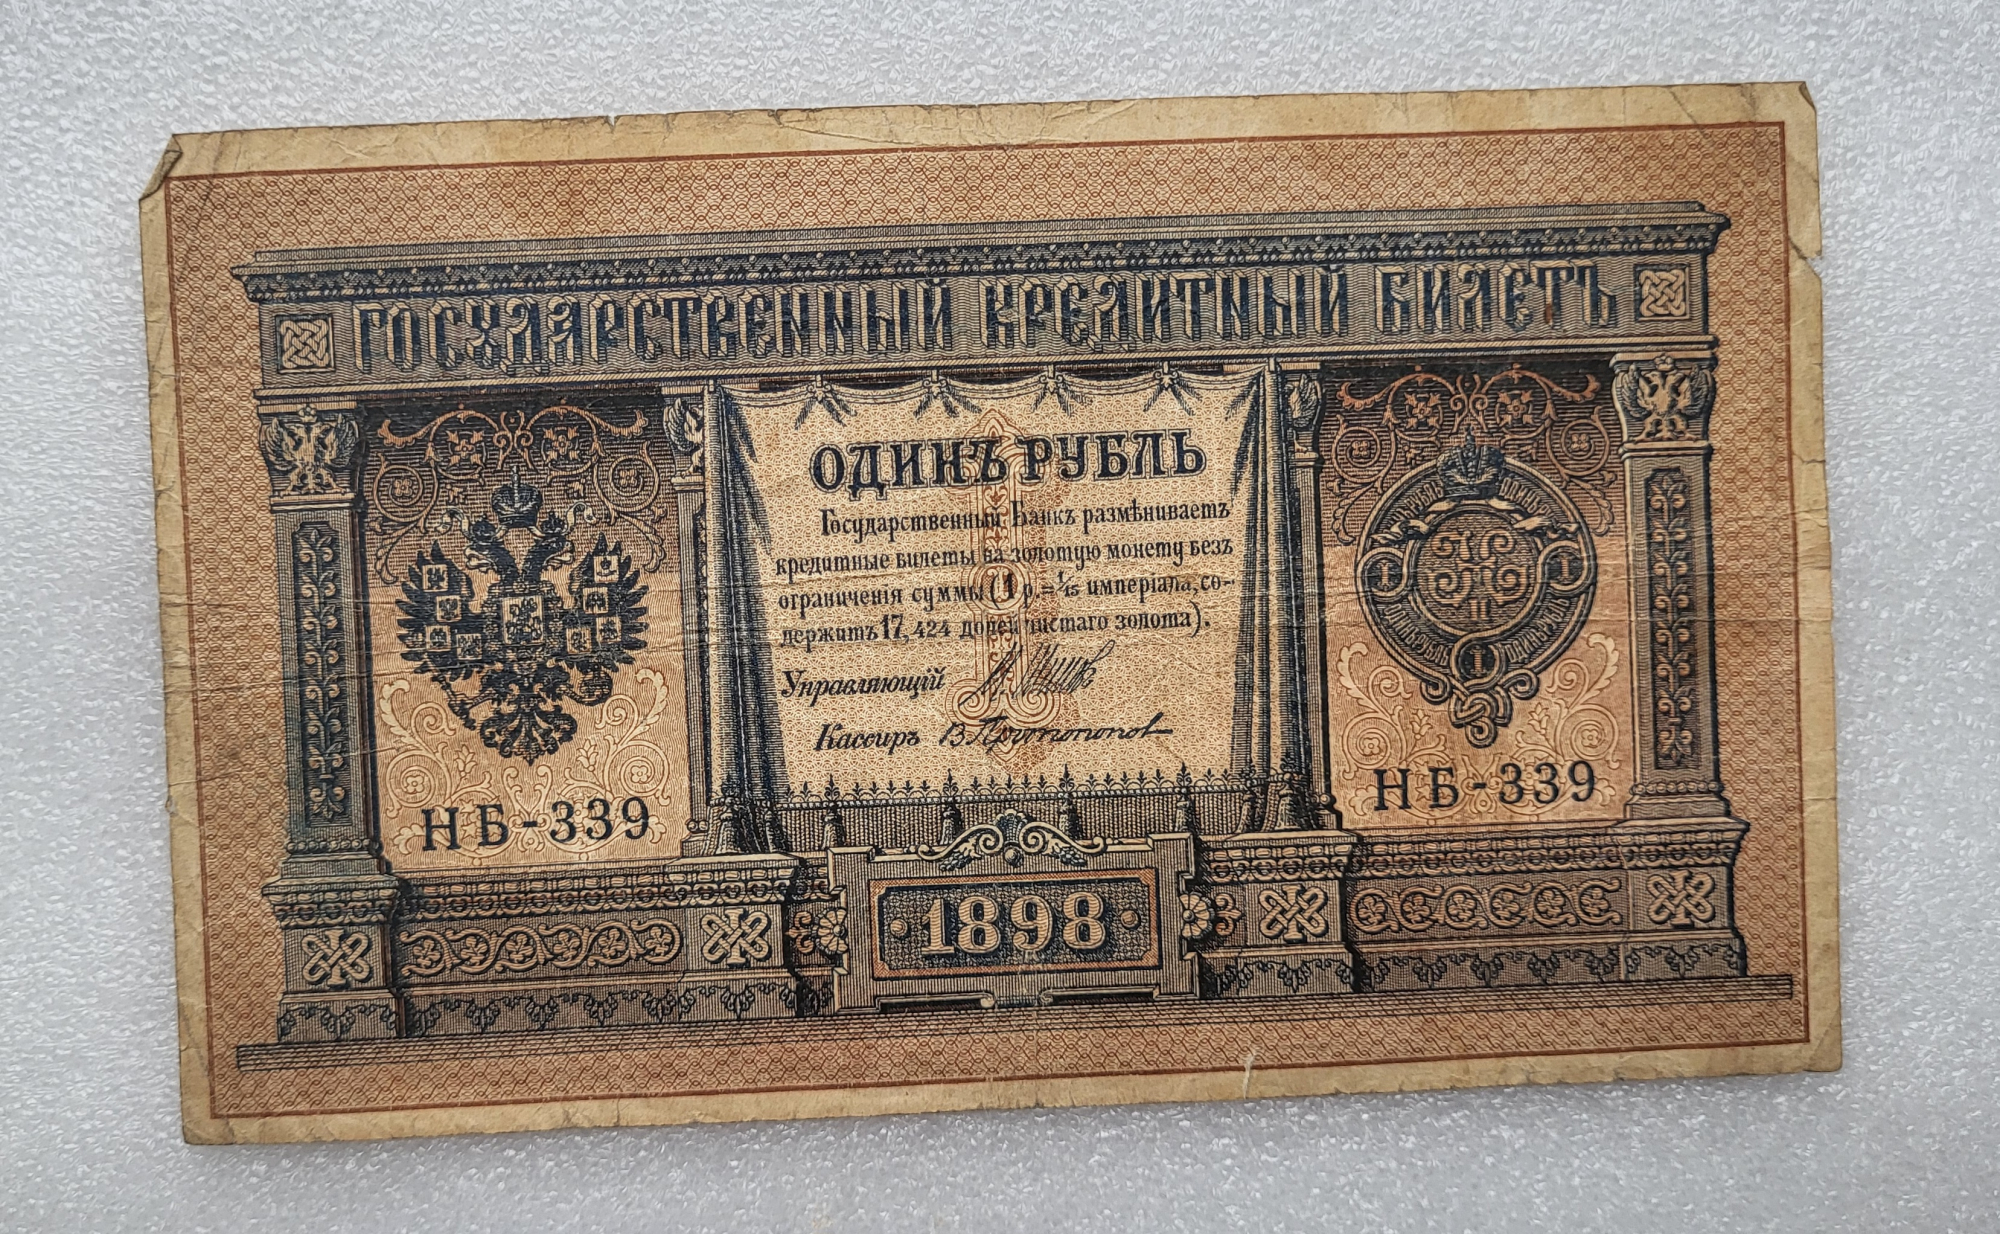 ГОСУДАРСТВЕННЫЙ КРЕДИТНЫЙ БИЛЕТЪ
ОДИНЪ РУБЛЬ
Государственный Банкъ размѣниваетъ
кредитные билеты на золотую монету безъ
ограниченія суммы (1 р.= 1/15 имперіала, со-
держитъ 17,424 долей чистаго золота).
Управляющій
Кассиръ В.Протопопов
НБ-339
НБ-339
1898